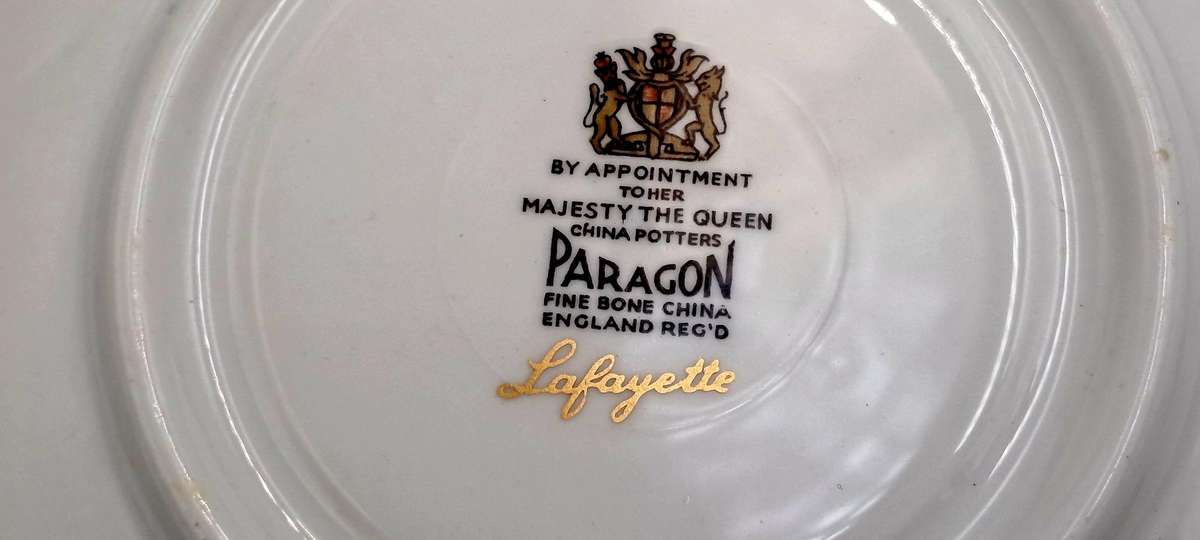 BY APPOINTMENT
TO HER
MAJESTY THE QUEEN
CHINA POTTERS
PARAGON
FINE BONE CHINA
ENGLAND REG'D
Lafayette